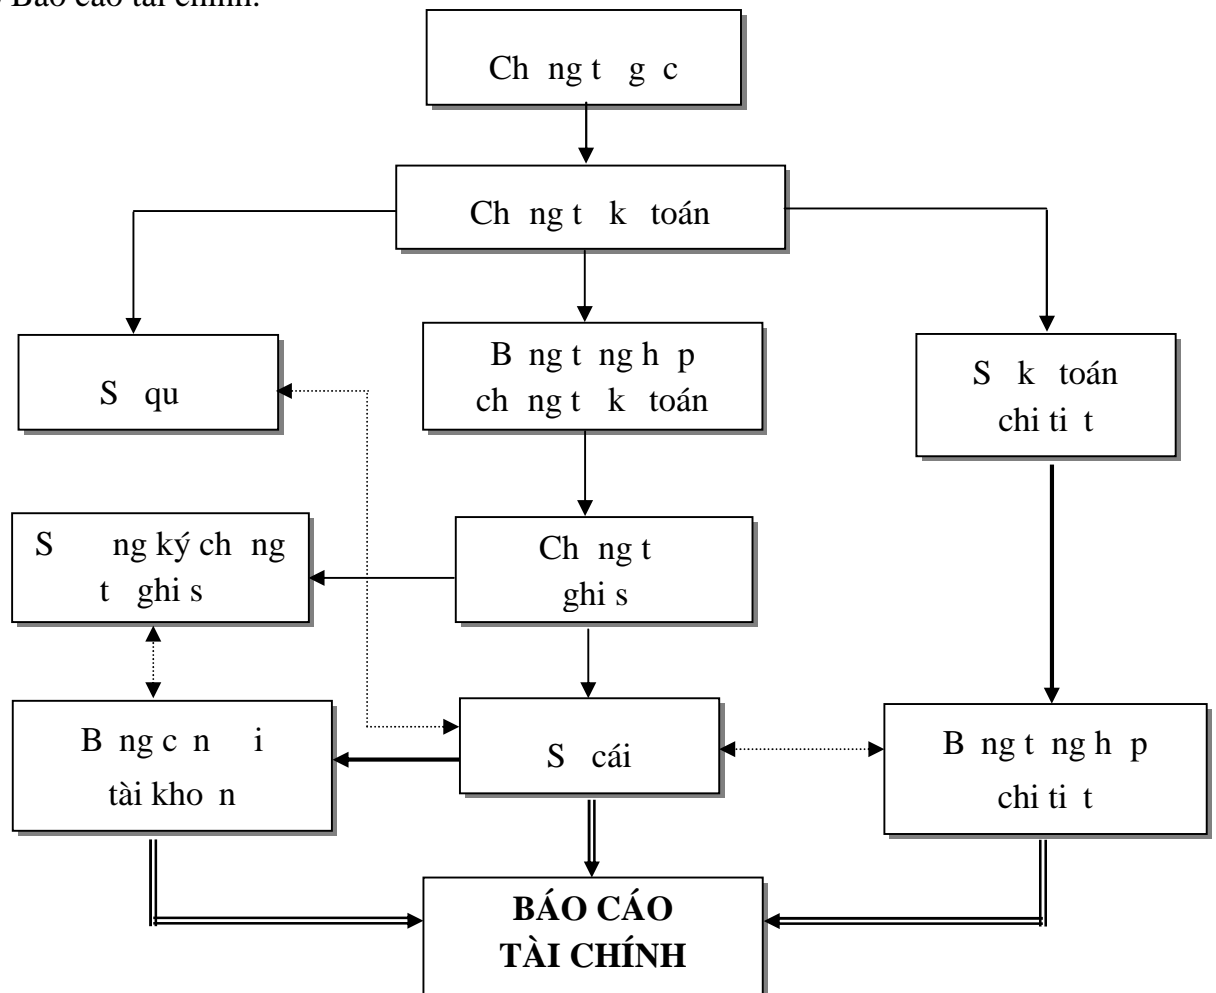 Báo cáo tài chính.
Ch ng t g c
Ch ng t k toán
B ng t ng h p
ch ng t k toán
S qu
S k toán
chi ti t
S ng ký ch ng
t ghi s
Ch ng t
ghi s
B ng c n i
tài kho n
S cái
B ng t ng h p
chi ti t
BÁO CÁO
TÀI CHÍNH